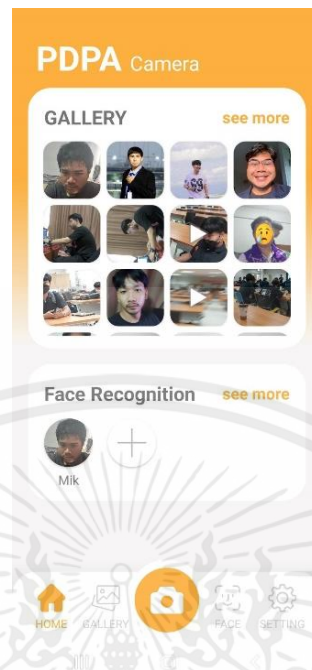 PDPA Camera
GALLERY see more
Face Recognition see more
Mik
HOME GALLERY FACE SETTING